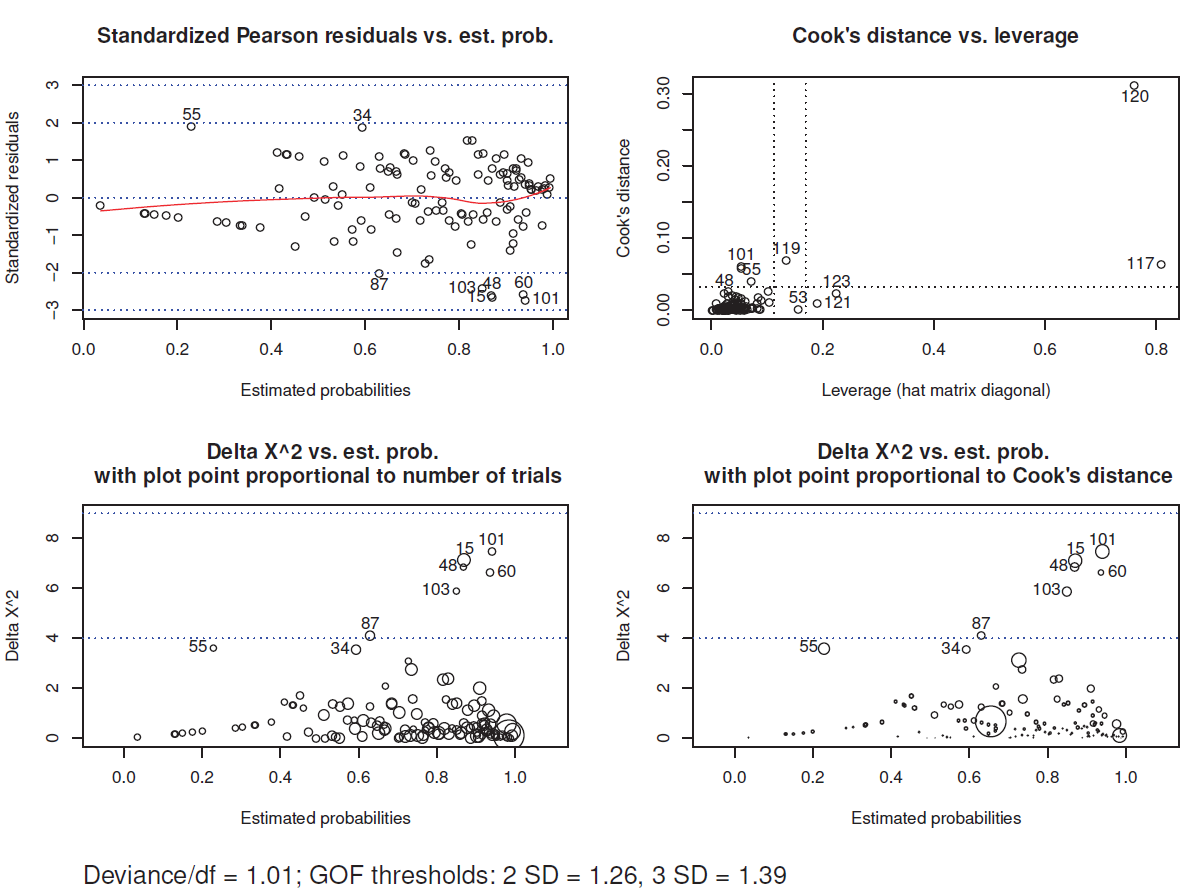 Standardized Pearson residuals vs. est. prob.
Standardized residuals
3
2
1
0
−1
−2
−3
55
34
87
103
48
15
60
101
0.0 0.2 0.4 0.6 0.8 1.0
Estimated probabilities
Cook's distance vs. leverage
Cook's distance
0.30
0.20
0.10
0.00
120
119
101
55
48
117
123
53
121
0.0 0.2 0.4 0.6 0.8
Leverage (hat matrix diagonal)
Delta X^2 vs. est. prob.
with plot point proportional to number of trials
Delta X^2
8
6
4
2
0
101
15
48
60
103
87
55
34
0.0 0.2 0.4 0.6 0.8 1.0
Estimated probabilities
Delta X^2 vs. est. prob.
with plot point proportional to Cook's distance
Delta X^2
8
6
4
2
0
101
15
48
60
103
87
55
34
0.0 0.2 0.4 0.6 0.8 1.0
Estimated probabilities
Deviance/df = 1.01; GOF thresholds: 2 SD = 1.26, 3 SD = 1.39